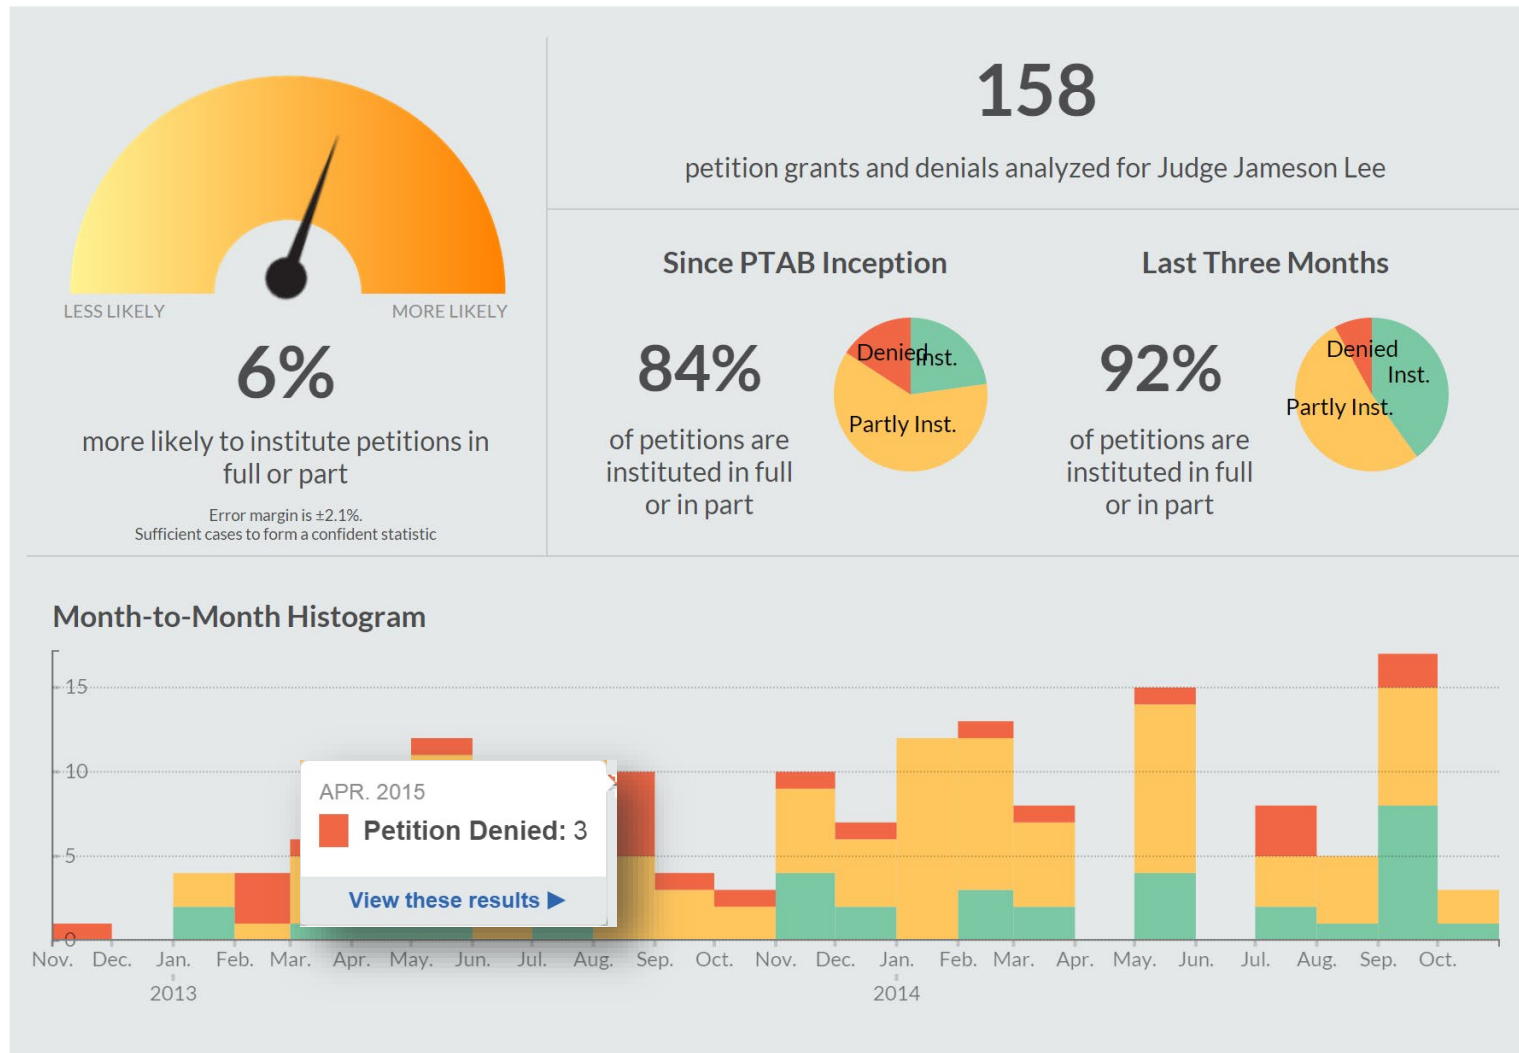 158
petition grants and denials analyzed for Judge Jameson Lee
LESS LIKELY
MORE LIKELY
6%
more likely to institute petitions in
full or part
Error margin is ±2.1%.
Sufficient cases to form a confident statistic
Since PTAB Inception
84%
of petitions are
instituted in full
or in part
Denied
Inst.
Partly Inst.
Last Three Months
92%
of petitions are
instituted in full
or in part
Denied
Inst.
Partly Inst.
Month-to-Month Histogram
15
10
5
0
APR. 2015
Petition Denied: 3
View these results ▶
Nov. Dec. Jan. Feb. Mar. Apr. May. Jun. Jul. Aug. Sep. Oct. Nov. Dec. Jan. Feb. Mar. Apr. May. Jun. Jul. Aug. Sep. Oct.
2013 2014